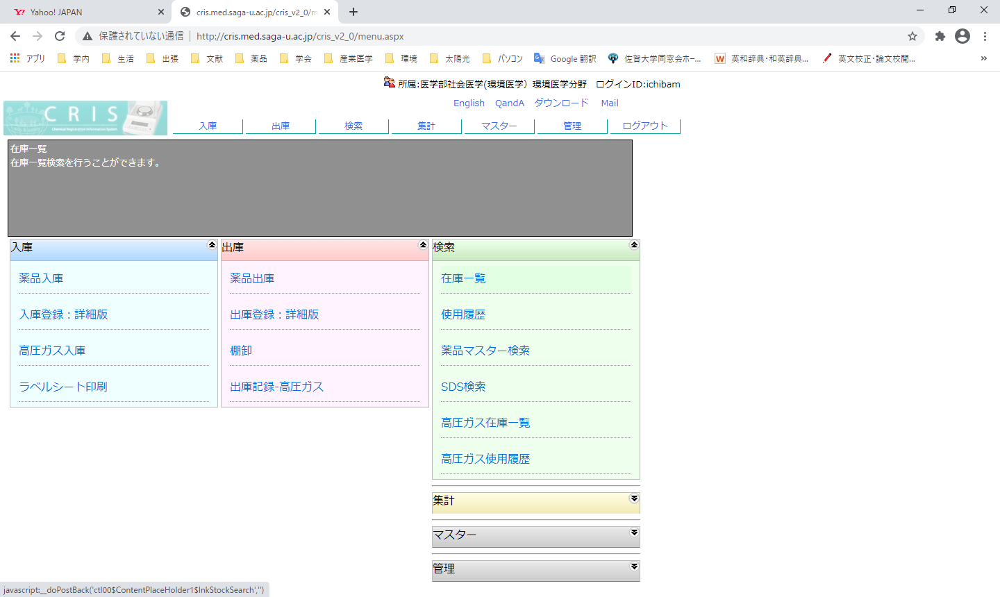 Yahoo! JAPAN
cris.med.saga-u.ac.jp/cris_v2_0/m
保護されていない通信 | http://cris.med.saga-u.ac.jp/cris_v2_0/menu.aspx
アプリ 学内 生活 出張 文献 薬品 学会 産業医学 環境 太陽光 パソコン Google 翻訳 佐賀大学同窓会ホー... W 英和辞典・和英辞典... 英文校正・論文校閲... »
所属:医学部社会医学(環境医学) 環境医学分野 ログインID:ichibam
English QandA ダウンロード Mail
CRIS
Chemical Registration Information System
入庫 出庫 検索 集計 マスター 管理 ログアウト
在庫一覧
在庫一覧検索を行うことができます。
入庫
薬品入庫
入庫登録：詳細版
高圧ガス入庫
ラベルシート印刷
出庫
薬品出庫
出庫登録：詳細版
棚卸
出庫記録-高圧ガス
検索
在庫一覧
使用履歴
薬品マスター検索
SDS検索
高圧ガス在庫一覧
高圧ガス使用履歴
集計
マスター
管理
javascript:__doPostBack('ctl00$ContentPlaceHolder1$lnkStockSearch','')